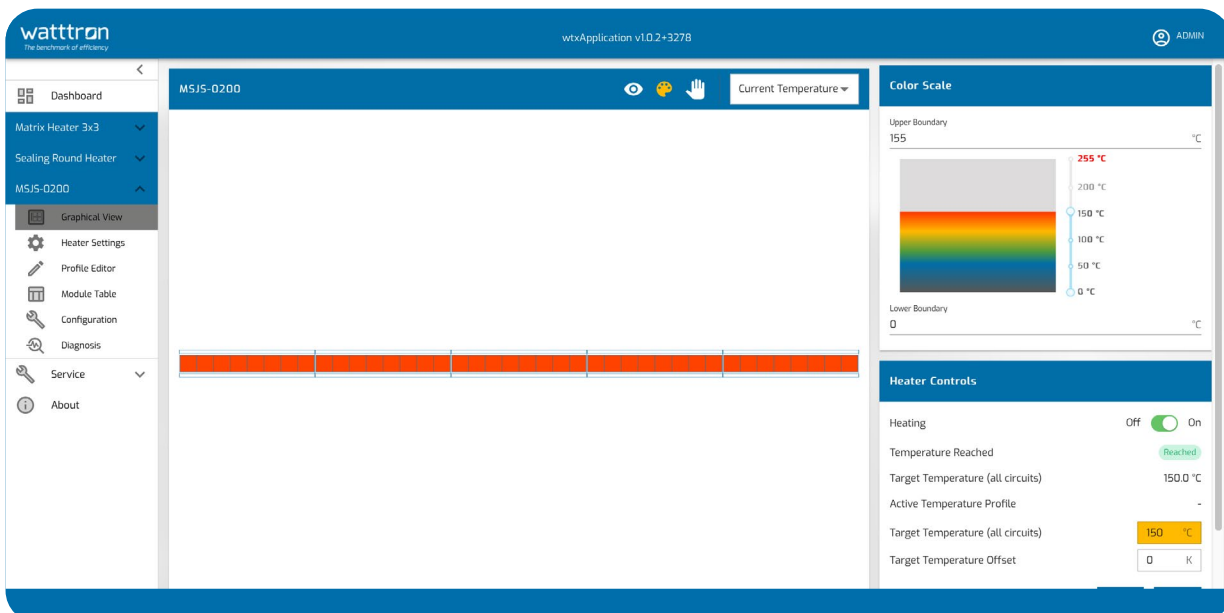 watttron
The benchmark of efficiency
wtxApplication v1.0.2+3278
ADMIN
Dashboard
Matrix Heater 3x3
Sealing Round Heater
MSJS-0200
Graphical View
Heater Settings
Profile Editor
Module Table
Configuration
Diagnosis
Service
About
MSJS-0200
Current Temperature
Color Scale
Upper Boundary
155 °C
255 °C
200 °C
150 °C
100 °C
50 °C
0 °C
Lower Boundary
0 °C
Heater Controls
Heating Off On
Temperature Reached Reached
Target Temperature (all circuits) 150.0 °C
Active Temperature Profile -
Target Temperature (all circuits) 150 °C
Target Temperature Offset 0 K